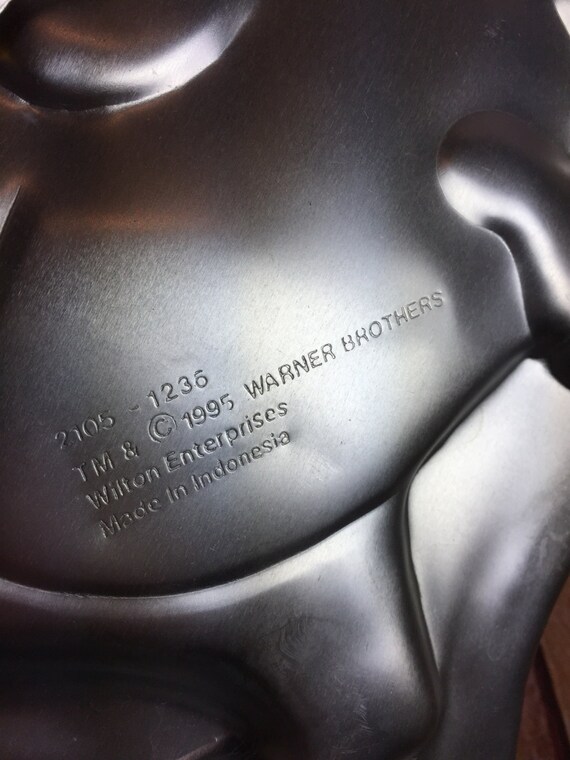 2105 - 1236
TM & © 1995 WARNER BROTHERS
Wilton Enterprises
Made In Indonesia